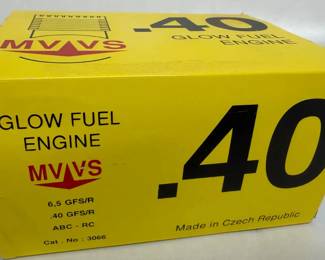 .40
MVVS
GLOW FUEL
ENGINE
GLOW FUEL
ENGINE
MVVS
6,5 GFS/R
.40 GFS/R
ABC - RC
Cat. No : 3066
.40
Made in Czech Republic